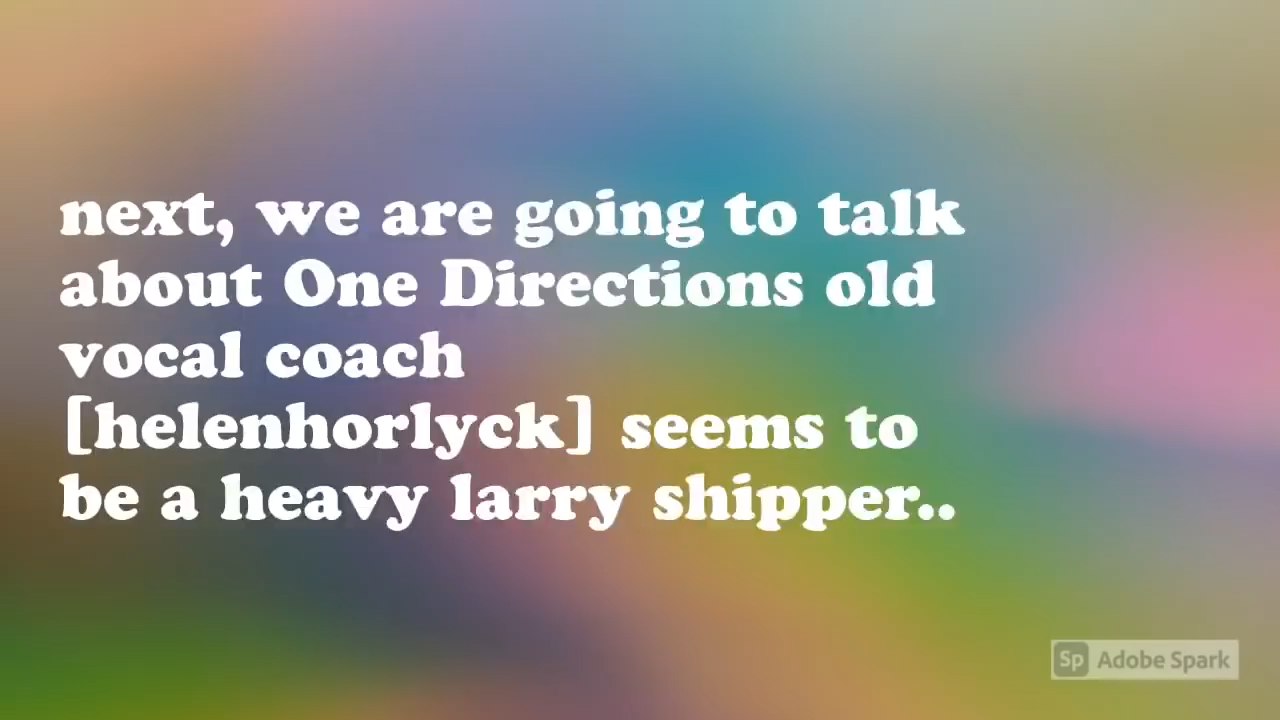 next, we are going to talk
about One Directions old
vocal coach
[helenhorlyck] seems to
be a heavy larry shipper..
Sp Adobe Spark